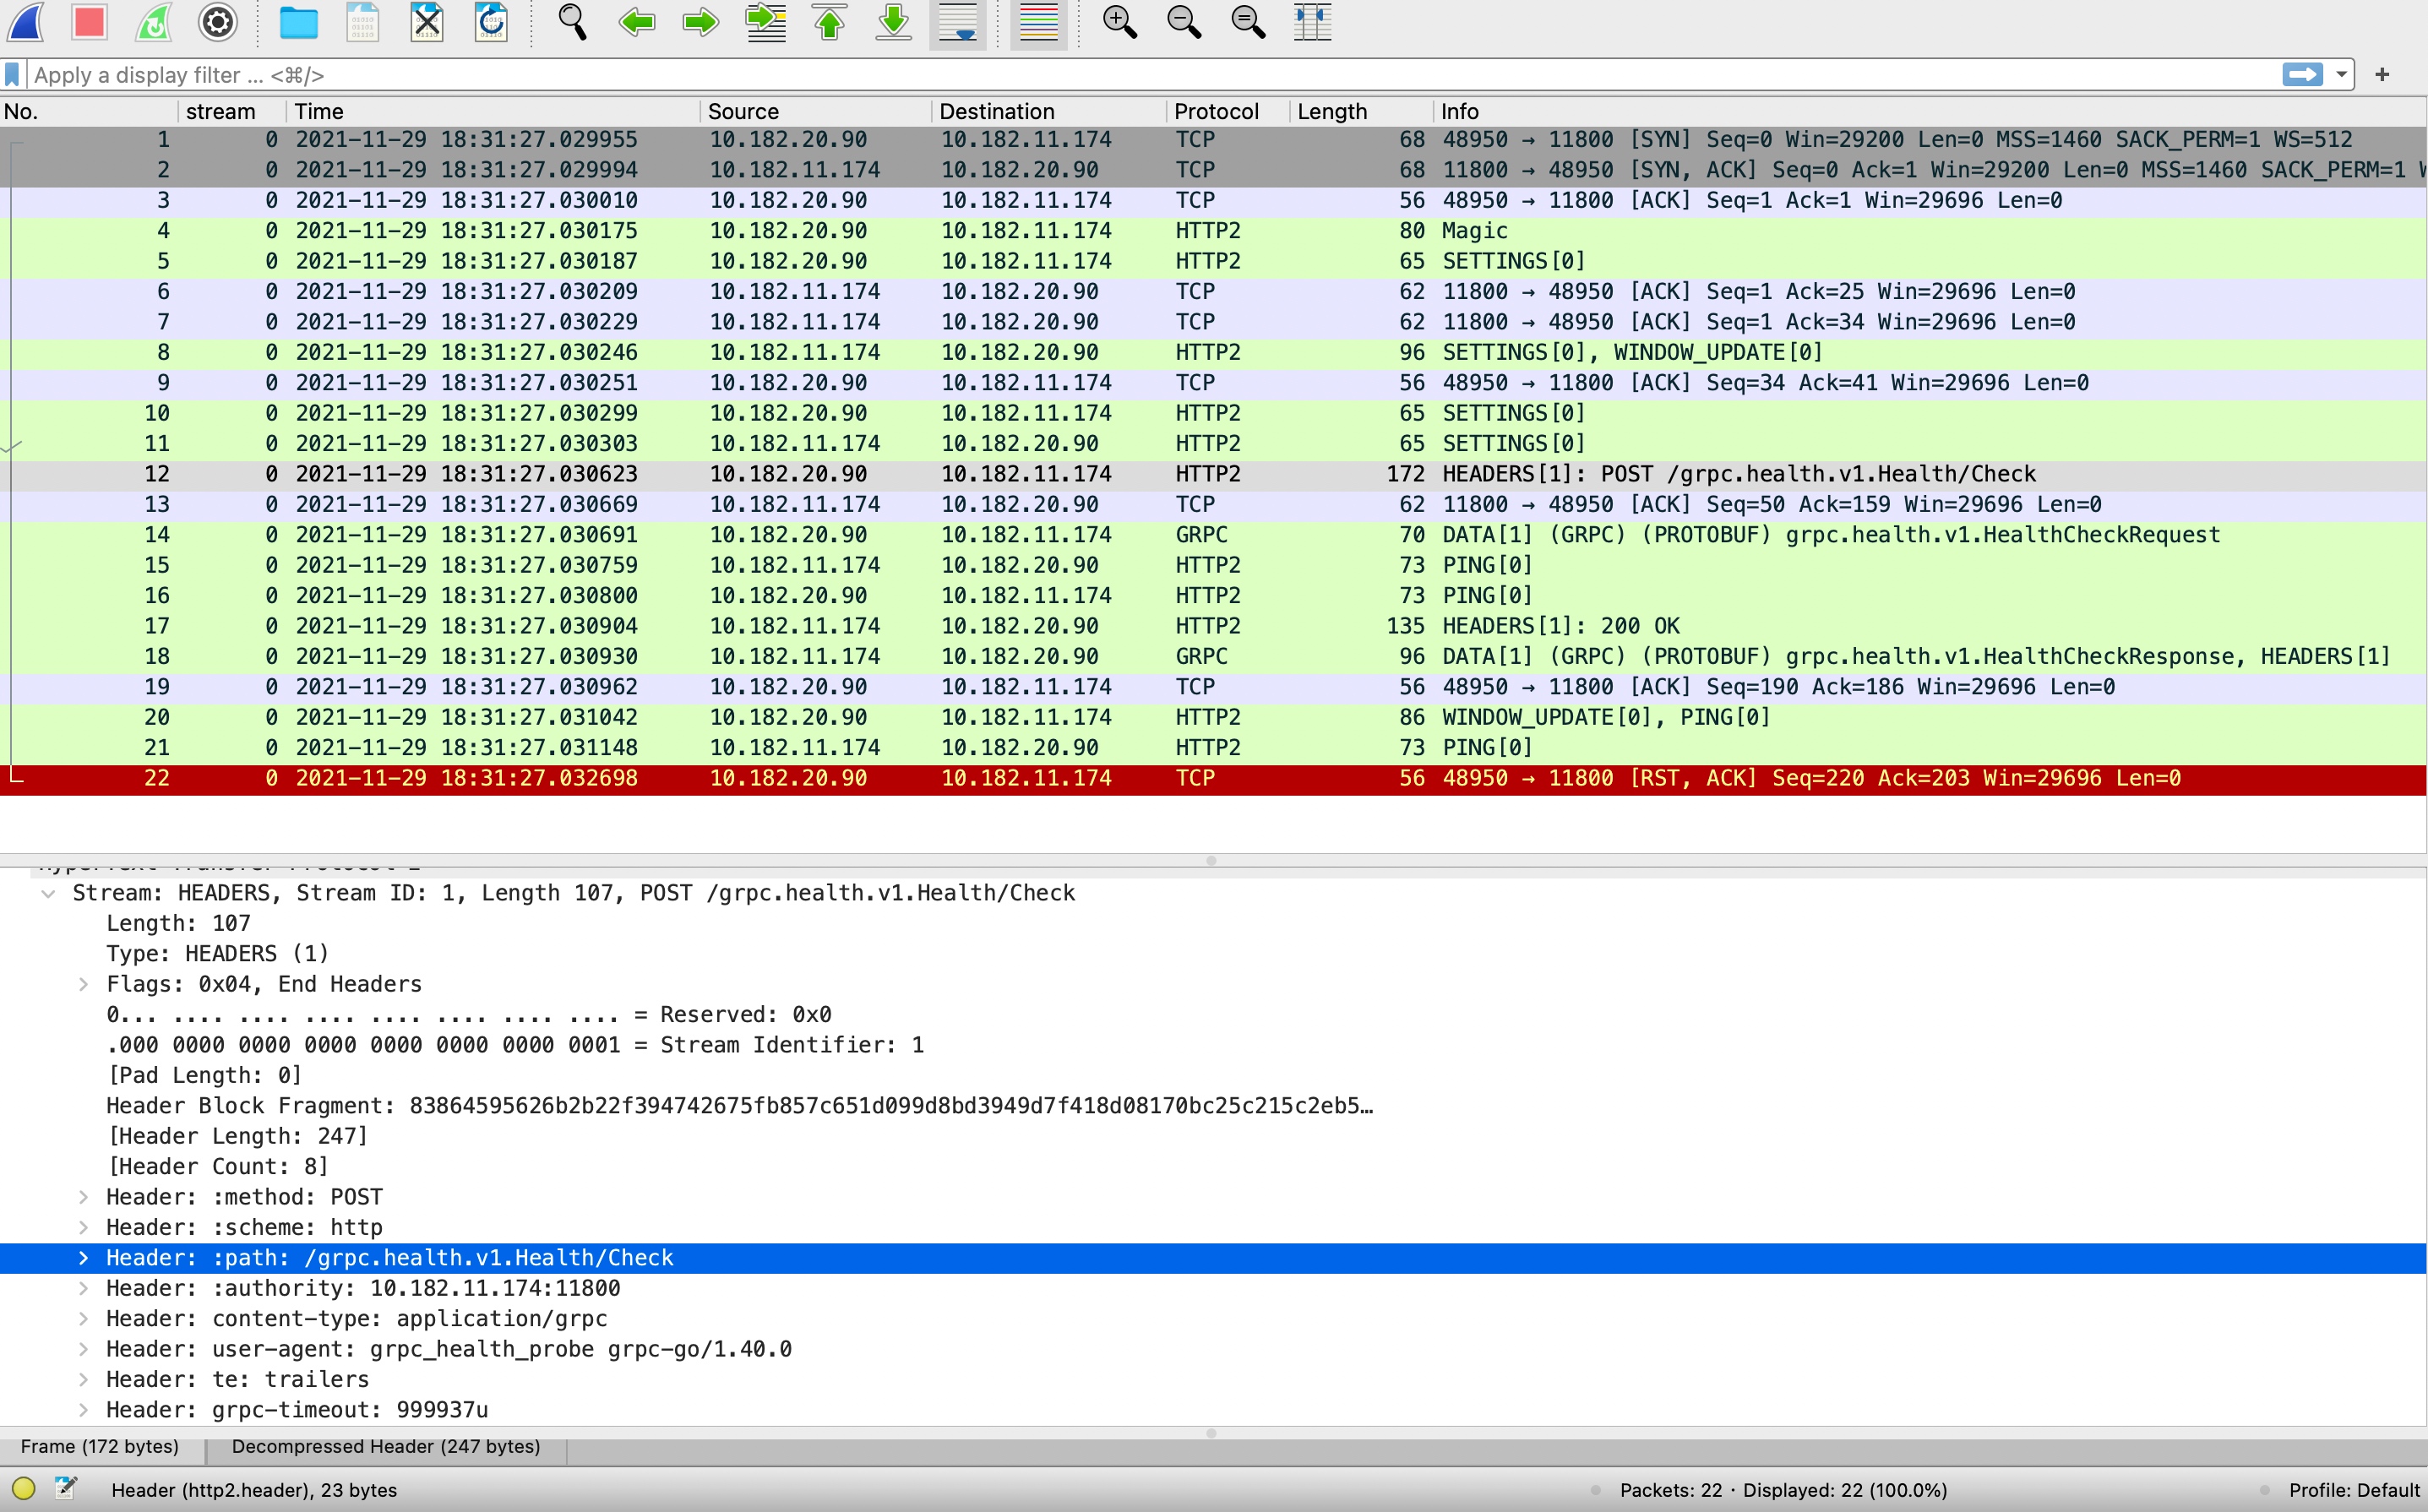 Apply a display filter … <⌘/>
No. stream Time Source Destination Protocol Length Info
1 0 2021-11-29 18:31:27.029955 10.182.20.90 10.182.11.174 TCP 68 48950 → 11800 [SYN] Seq=0 Win=29200 Len=0 MSS=1460 SACK_PERM=1 WS=512
2 0 2021-11-29 18:31:27.029994 10.182.11.174 10.182.20.90 TCP 68 11800 → 48950 [SYN, ACK] Seq=0 Ack=1 Win=29200 Len=0 MSS=1460 SACK_PERM=1
3 0 2021-11-29 18:31:27.030010 10.182.20.90 10.182.11.174 TCP 56 48950 → 11800 [ACK] Seq=1 Ack=1 Win=29696 Len=0
4 0 2021-11-29 18:31:27.030175 10.182.20.90 10.182.11.174 HTTP2 80 Magic
5 0 2021-11-29 18:31:27.030187 10.182.20.90 10.182.11.174 HTTP2 65 SETTINGS[0]
6 0 2021-11-29 18:31:27.030209 10.182.11.174 10.182.20.90 TCP 62 11800 → 48950 [ACK] Seq=1 Ack=25 Win=29696 Len=0
7 0 2021-11-29 18:31:27.030229 10.182.11.174 10.182.20.90 TCP 62 11800 → 48950 [ACK] Seq=1 Ack=34 Win=29696 Len=0
8 0 2021-11-29 18:31:27.030246 10.182.11.174 10.182.20.90 HTTP2 96 SETTINGS[0], WINDOW_UPDATE[0]
9 0 2021-11-29 18:31:27.030251 10.182.20.90 10.182.11.174 TCP 56 48950 → 11800 [ACK] Seq=34 Ack=41 Win=29696 Len=0
10 0 2021-11-29 18:31:27.030299 10.182.20.90 10.182.11.174 HTTP2 65 SETTINGS[0]
11 0 2021-11-29 18:31:27.030303 10.182.11.174 10.182.20.90 HTTP2 65 SETTINGS[0]
12 0 2021-11-29 18:31:27.030623 10.182.20.90 10.182.11.174 HTTP2 172 HEADERS[1]: POST /grpc.health.v1.Health/Check
13 0 2021-11-29 18:31:27.030669 10.182.11.174 10.182.20.90 TCP 62 11800 → 48950 [ACK] Seq=50 Ack=159 Win=29696 Len=0
14 0 2021-11-29 18:31:27.030691 10.182.20.90 10.182.11.174 GRPC 70 DATA[1] (GRPC) (PROTOBUF) grpc.health.v1.HealthCheckRequest
15 0 2021-11-29 18:31:27.030759 10.182.11.174 10.182.20.90 HTTP2 73 PING[0]
16 0 2021-11-29 18:31:27.030800 10.182.20.90 10.182.11.174 HTTP2 73 PING[0]
17 0 2021-11-29 18:31:27.030904 10.182.11.174 10.182.20.90 HTTP2 135 HEADERS[1]: 200 OK
18 0 2021-11-29 18:31:27.030930 10.182.11.174 10.182.20.90 GRPC 96 DATA[1] (GRPC) (PROTOBUF) grpc.health.v1.HealthCheckResponse, HEADERS[1]
19 0 2021-11-29 18:31:27.030962 10.182.20.90 10.182.11.174 TCP 56 48950 → 11800 [ACK] Seq=190 Ack=186 Win=29696 Len=0
20 0 2021-11-29 18:31:27.031042 10.182.20.90 10.182.11.174 HTTP2 86 WINDOW_UPDATE[0], PING[0]
21 0 2021-11-29 18:31:27.031148 10.182.11.174 10.182.20.90 HTTP2 73 PING[0]
22 0 2021-11-29 18:31:27.032698 10.182.20.90 10.182.11.174 TCP 56 48950 → 11800 [RST, ACK] Seq=220 Ack=203 Win=29696 Len=0
Stream: HEADERS, Stream ID: 1, Length 107, POST /grpc.health.v1.Health/Check
Length: 107
Type: HEADERS (1)
Flags: 0x04, End Headers
0... .... .... .... .... .... .... .... = Reserved: 0x0
.000 0000 0000 0000 0000 0000 0000 0001 = Stream Identifier: 1
[Pad Length: 0]
Header Block Fragment: 83864595626b2b22f394742675fb857c651d099d8bd3949d7f418d08170bc25c215c2eb5…
[Header Length: 247]
[Header Count: 8]
Header: :method: POST
Header: :scheme: http
Header: :path: /grpc.health.v1.Health/Check
Header: :authority: 10.182.11.174:11800
Header: content-type: application/grpc
Header: user-agent: grpc_health_probe grpc-go/1.40.0
Header: te: trailers
Header: grpc-timeout: 999937u
Frame (172 bytes) Decompressed Header (247 bytes)
Header (http2.header), 23 bytes Packets: 22 · Displayed: 22 (100.0%) Profile: Default